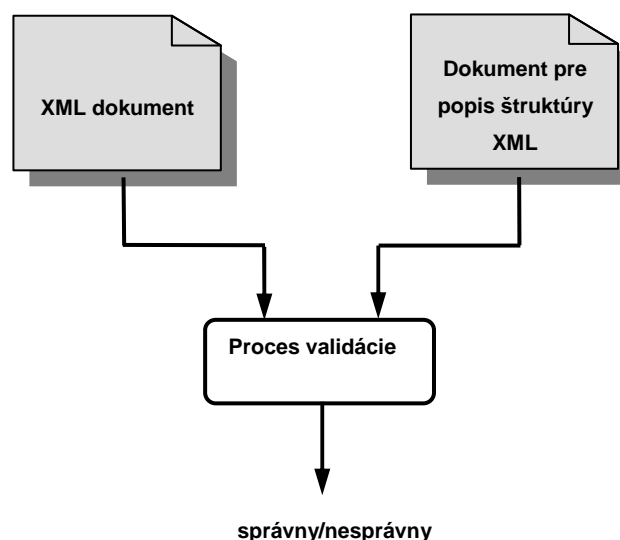 XML dokument
Dokument pre
popis štruktúry
XML
Proces validácie
správny/nesprávny